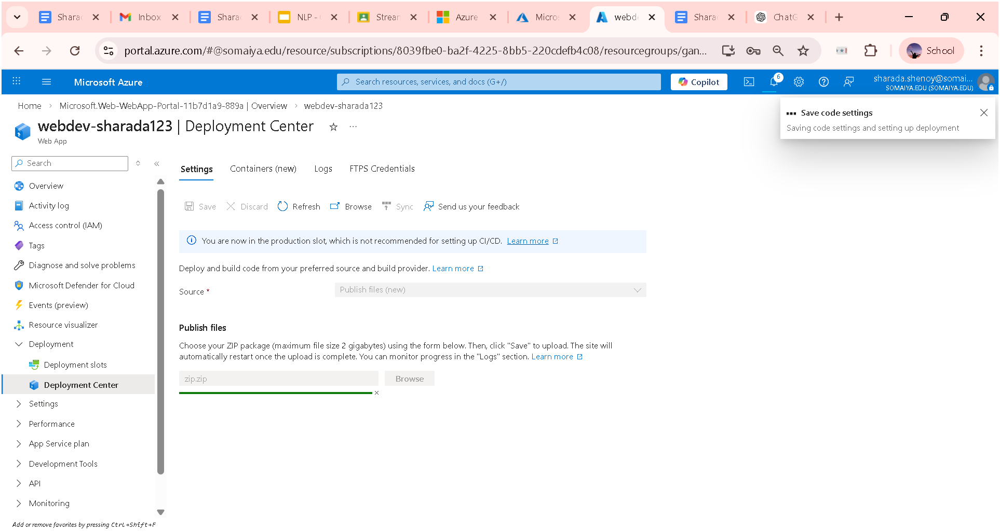 Shara
Inbox
Shara
NLP -
Strear
Azure
Micros
webde
Shara
ChatG
portal.azure.com/#@somaiya.edu/resource/subscriptions/8039fbe0-ba2f-4225-8bb5-220cdefb4c08/resourcegroups/gan...
School
Microsoft Azure
Search resources, services, and docs (G+/)
Copilot
6
sharada.shenoy@somai...
SOMAIYA.EDU (SOMAIYA.EDU)
Home > Microsoft.Web-WebApp-Portal-11b7d1a9-889a | Overview > webdev-sharada123
Save code settings
Saving code settings and setting up deployment
webdev-sharada123 | Deployment Center
Web App
Search
Overview
Activity log
Access control (IAM)
Tags
Diagnose and solve problems
Microsoft Defender for Cloud
Events (preview)
Resource visualizer
Deployment
Deployment slots
Deployment Center
Settings
Performance
App Service plan
Development Tools
API
Monitoring
Add or remove favorites by pressing Ctrl+Shift+F
Settings
Containers (new)
Logs
FTPS Credentials
Save
Discard
Refresh
Browse
Sync
Send us your feedback
You are now in the production slot, which is not recommended for setting up CI/CD. Learn more
Deploy and build code from your preferred source and build provider. Learn more
Source *
Publish files (new)
Publish files
Choose your ZIP package (maximum file size 2 gigabytes) using the form below. Then, click "Save" to upload. The site will
automatically restart once the upload is complete. You can monitor progress in the "Logs" section. Learn more
zip.zip
Browse